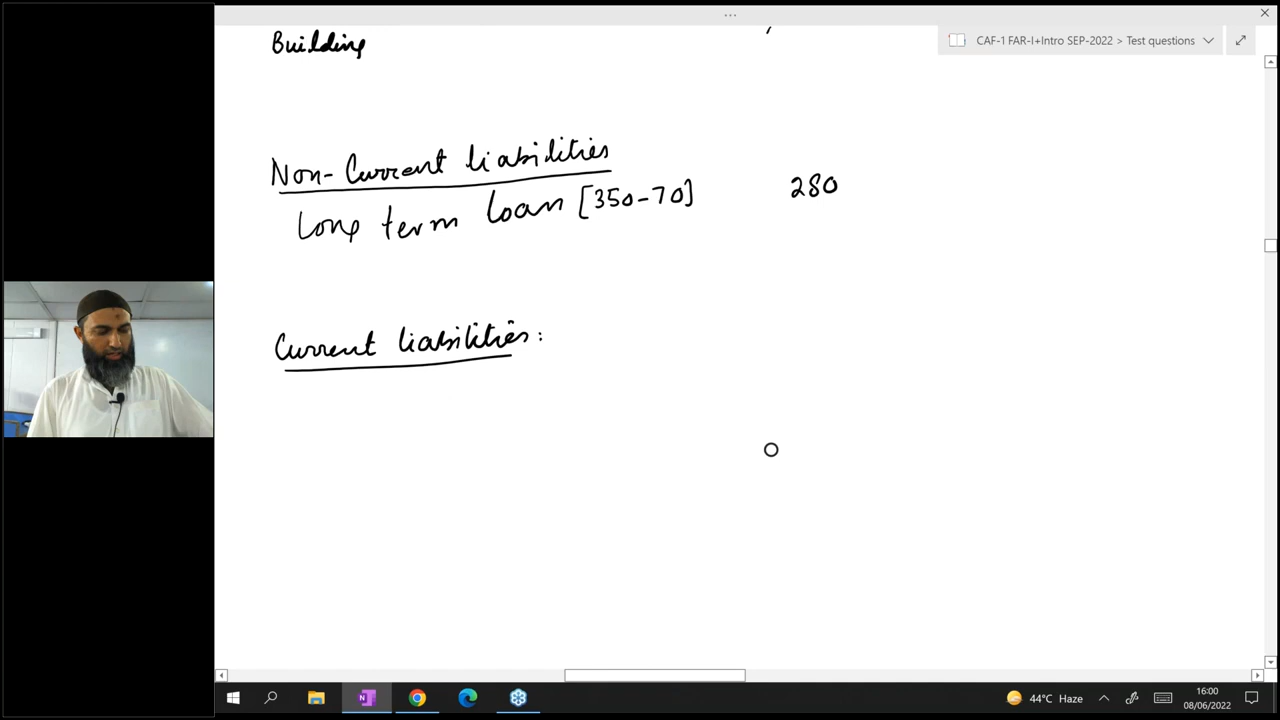 CAF-1 FAR-I+Intro SEP-2022 > Test questions
Building
Non-Current liabilities
Long term loan [350-70] 280
Current liabilities:
44°C Haze
16:00
08/06/2022